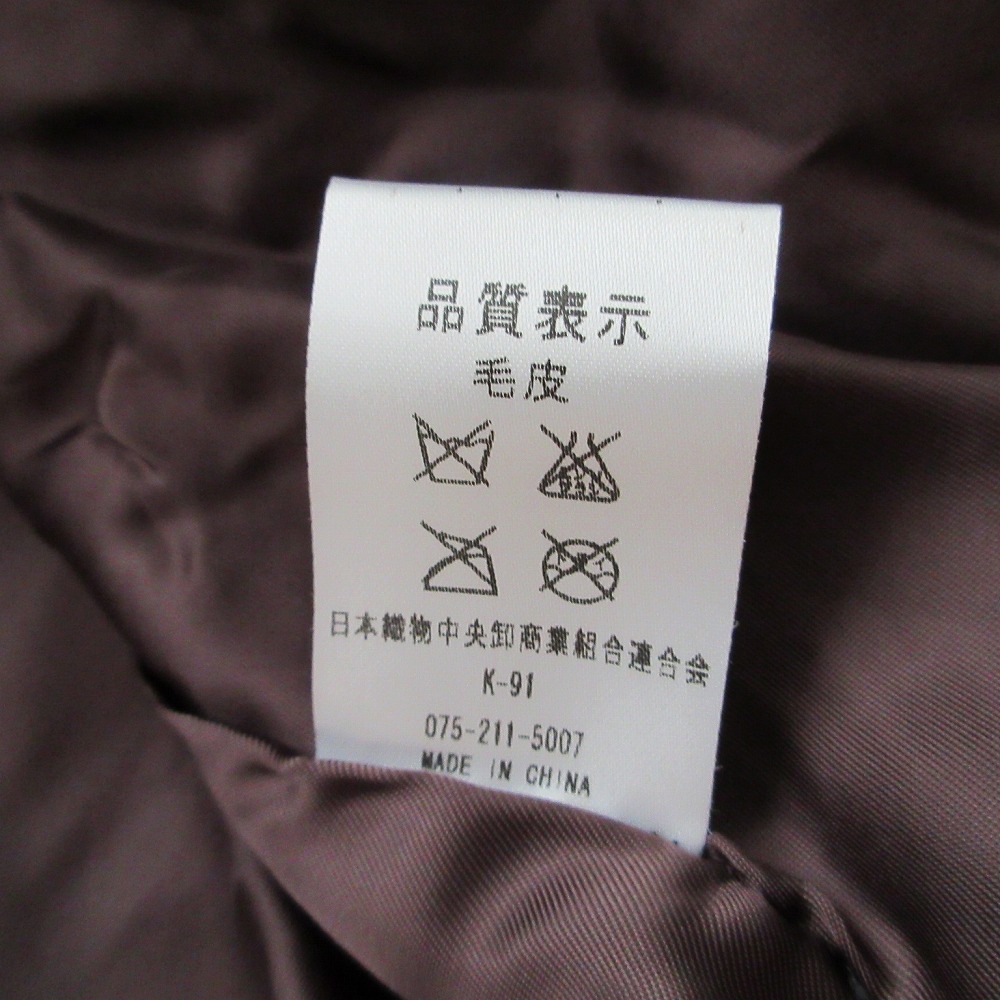 品質表示
毛皮
日本織物中央卸商業組合連合会
K-91
075-211-5007
MADE IN CHINA